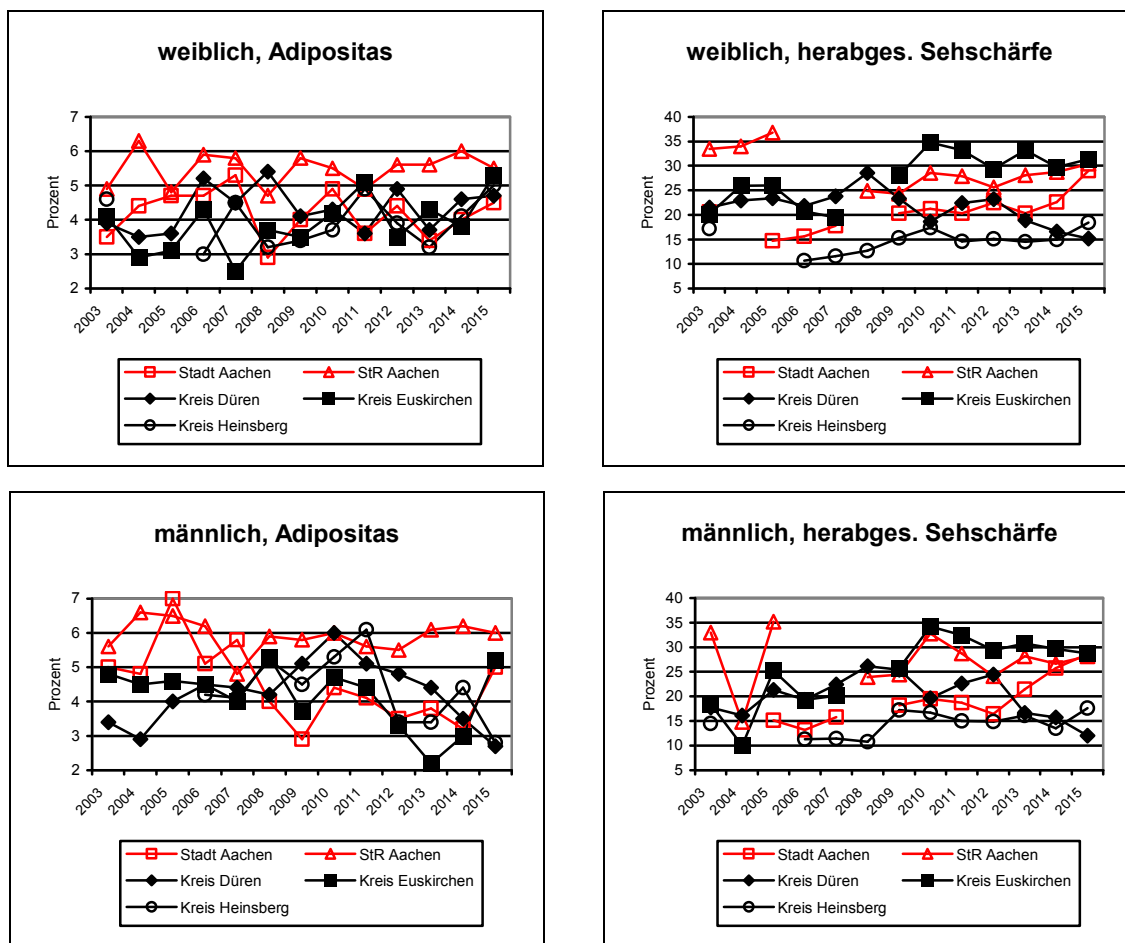 weiblich, Adipositas
7
6
5
4
3
2
Prozent
2003 2004 2005 2006 2007 2008 2009 2010 2011 2012 2013 2014 2015
Stadt Aachen StR Aachen
Kreis Düren Kreis Euskirchen
Kreis Heinsberg
weiblich, herabges. Sehschärfe
40
35
30
25
20
15
10
5
Prozent
2003 2004 2005 2006 2007 2008 2009 2010 2011 2012 2013 2014 2015
Stadt Aachen StR Aachen
Kreis Düren Kreis Euskirchen
Kreis Heinsberg
männlich, Adipositas
7
6
5
4
3
2
Prozent
2003 2004 2005 2006 2007 2008 2009 2010 2011 2012 2013 2014 2015
Stadt Aachen StR Aachen
Kreis Düren Kreis Euskirchen
Kreis Heinsberg
männlich, herabges. Sehschärfe
40
35
30
25
20
15
10
5
Prozent
2003 2004 2005 2006 2007 2008 2009 2010 2011 2012 2013 2014 2015
Stadt Aachen StR Aachen
Kreis Düren Kreis Euskirchen
Kreis Heinsberg